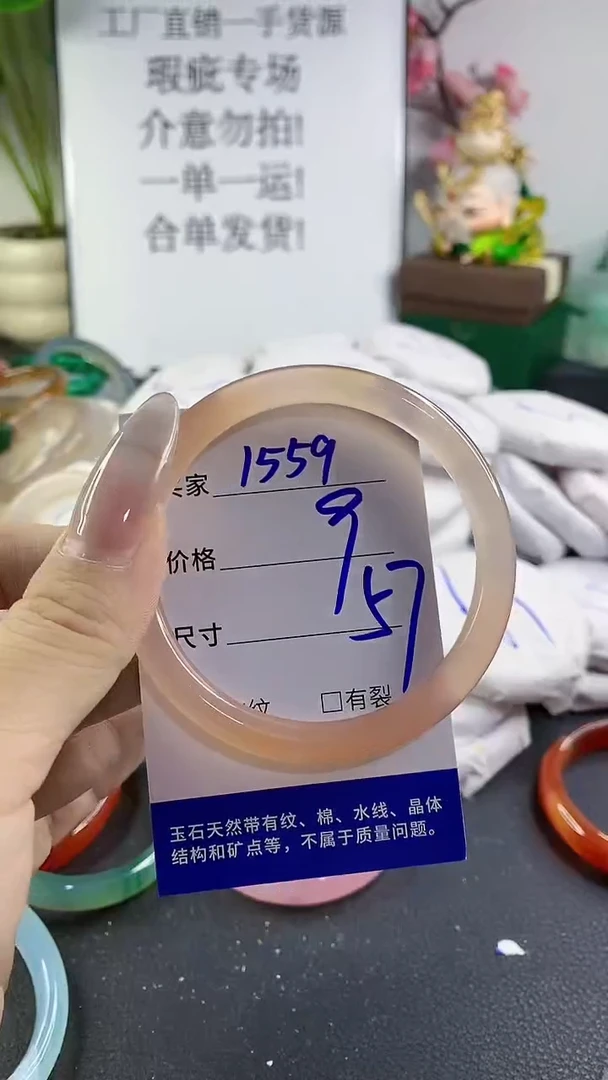 工厂直销一手货源
瑕疵专场
介意勿拍!
一单一运!
合单发货!
家 1559
价格 9
尺寸 57
纹 □有裂
玉石天然带有纹、棉、水线、晶体
结构和矿点等，不属于质量问题。